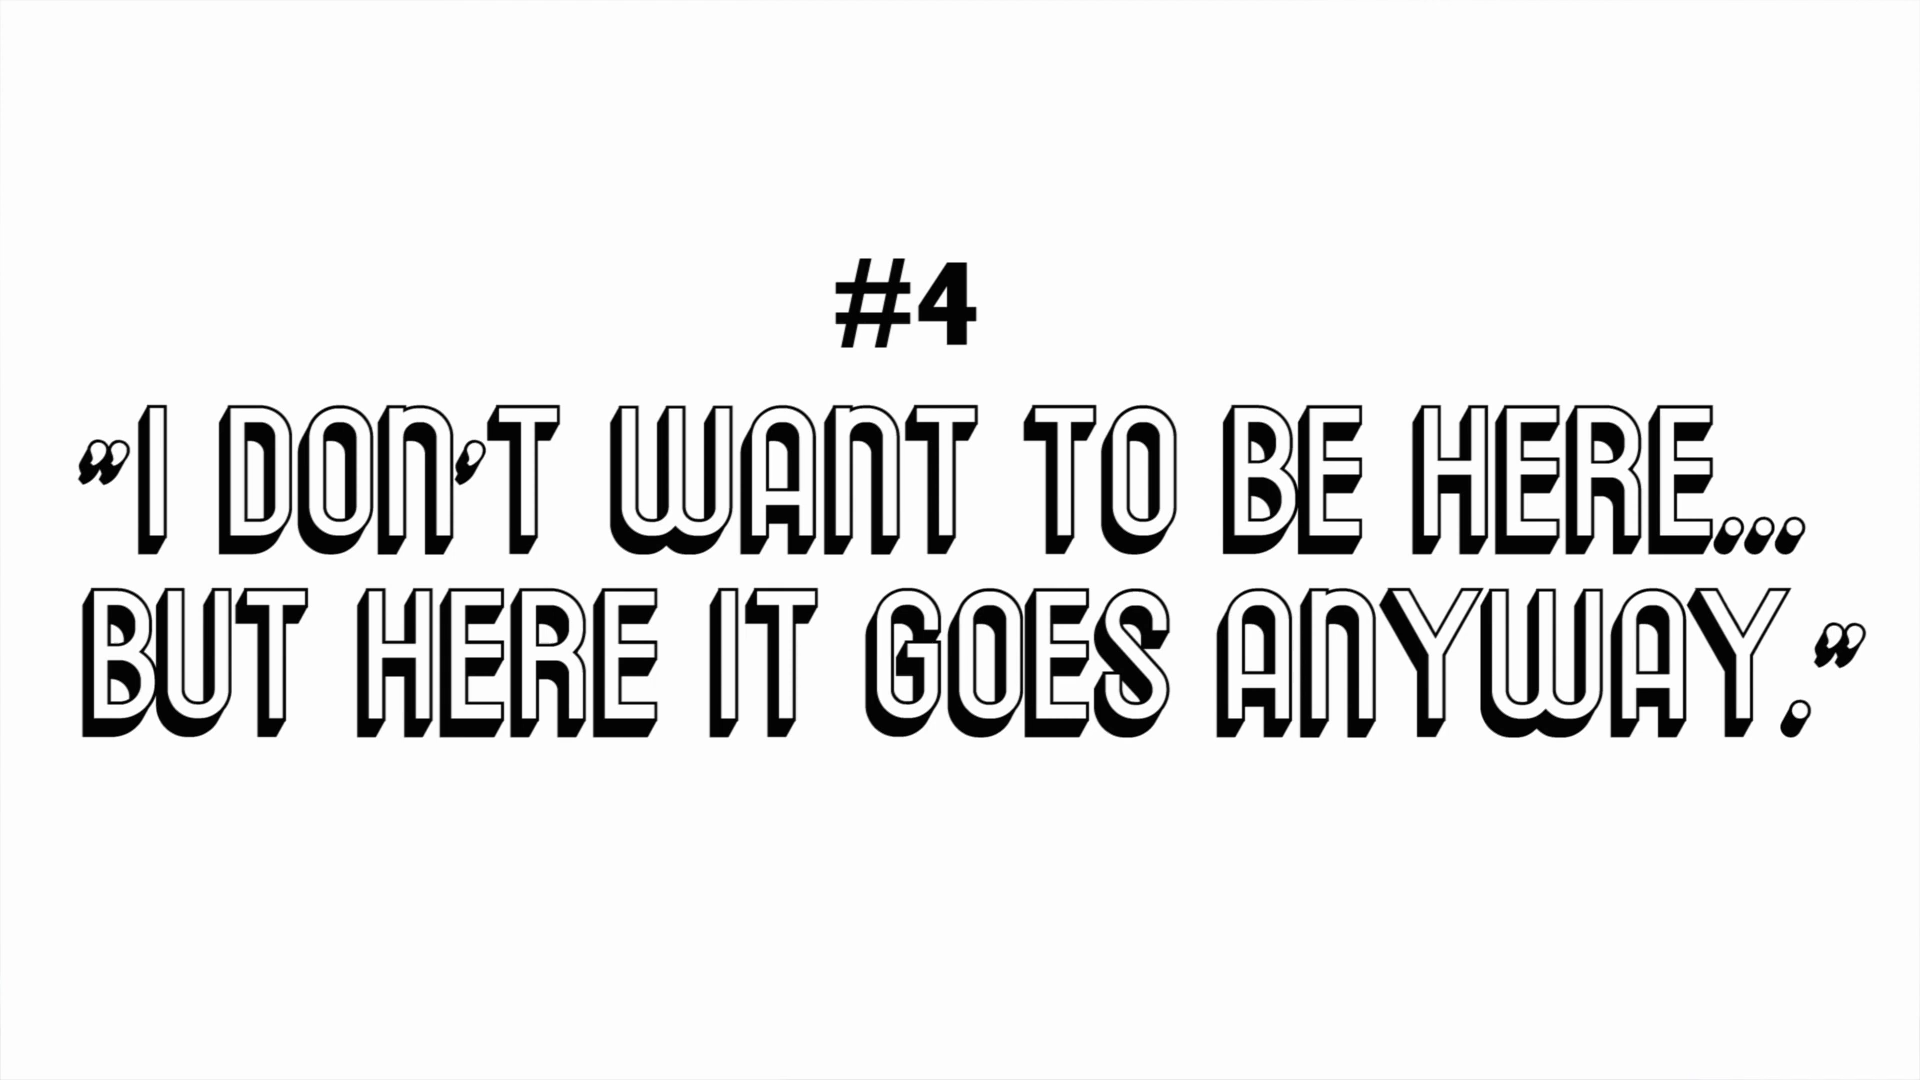 #4
"I DON'T WANT TO BE HERE...
BUT HERE IT GOES ANYWAY."